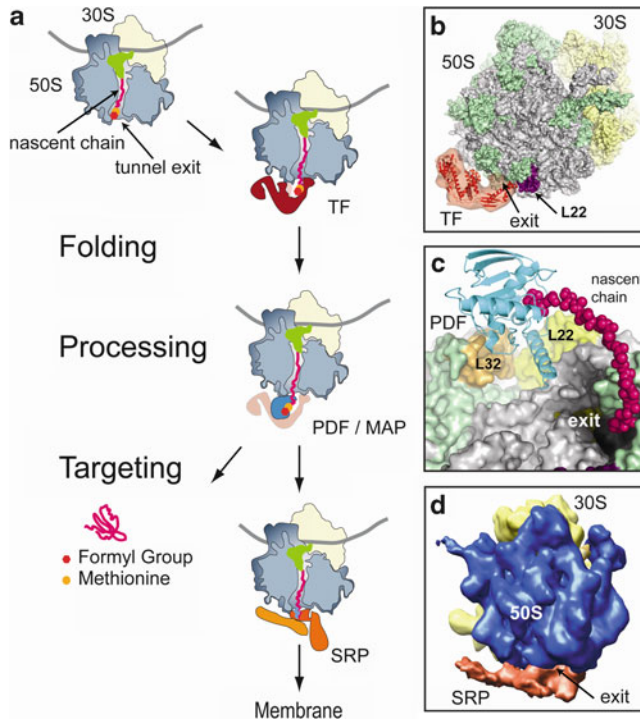 a
30S
50S
nascent chain
tunnel exit
TF
Folding
Processing
PDF / MAP
Targeting
Formyl Group
Methionine
SRP
Membrane
b
30S
50S
TF
exit
L22
c
nascent
chain
PDF
L22
L32
exit
d
30S
50S
exit
SRP